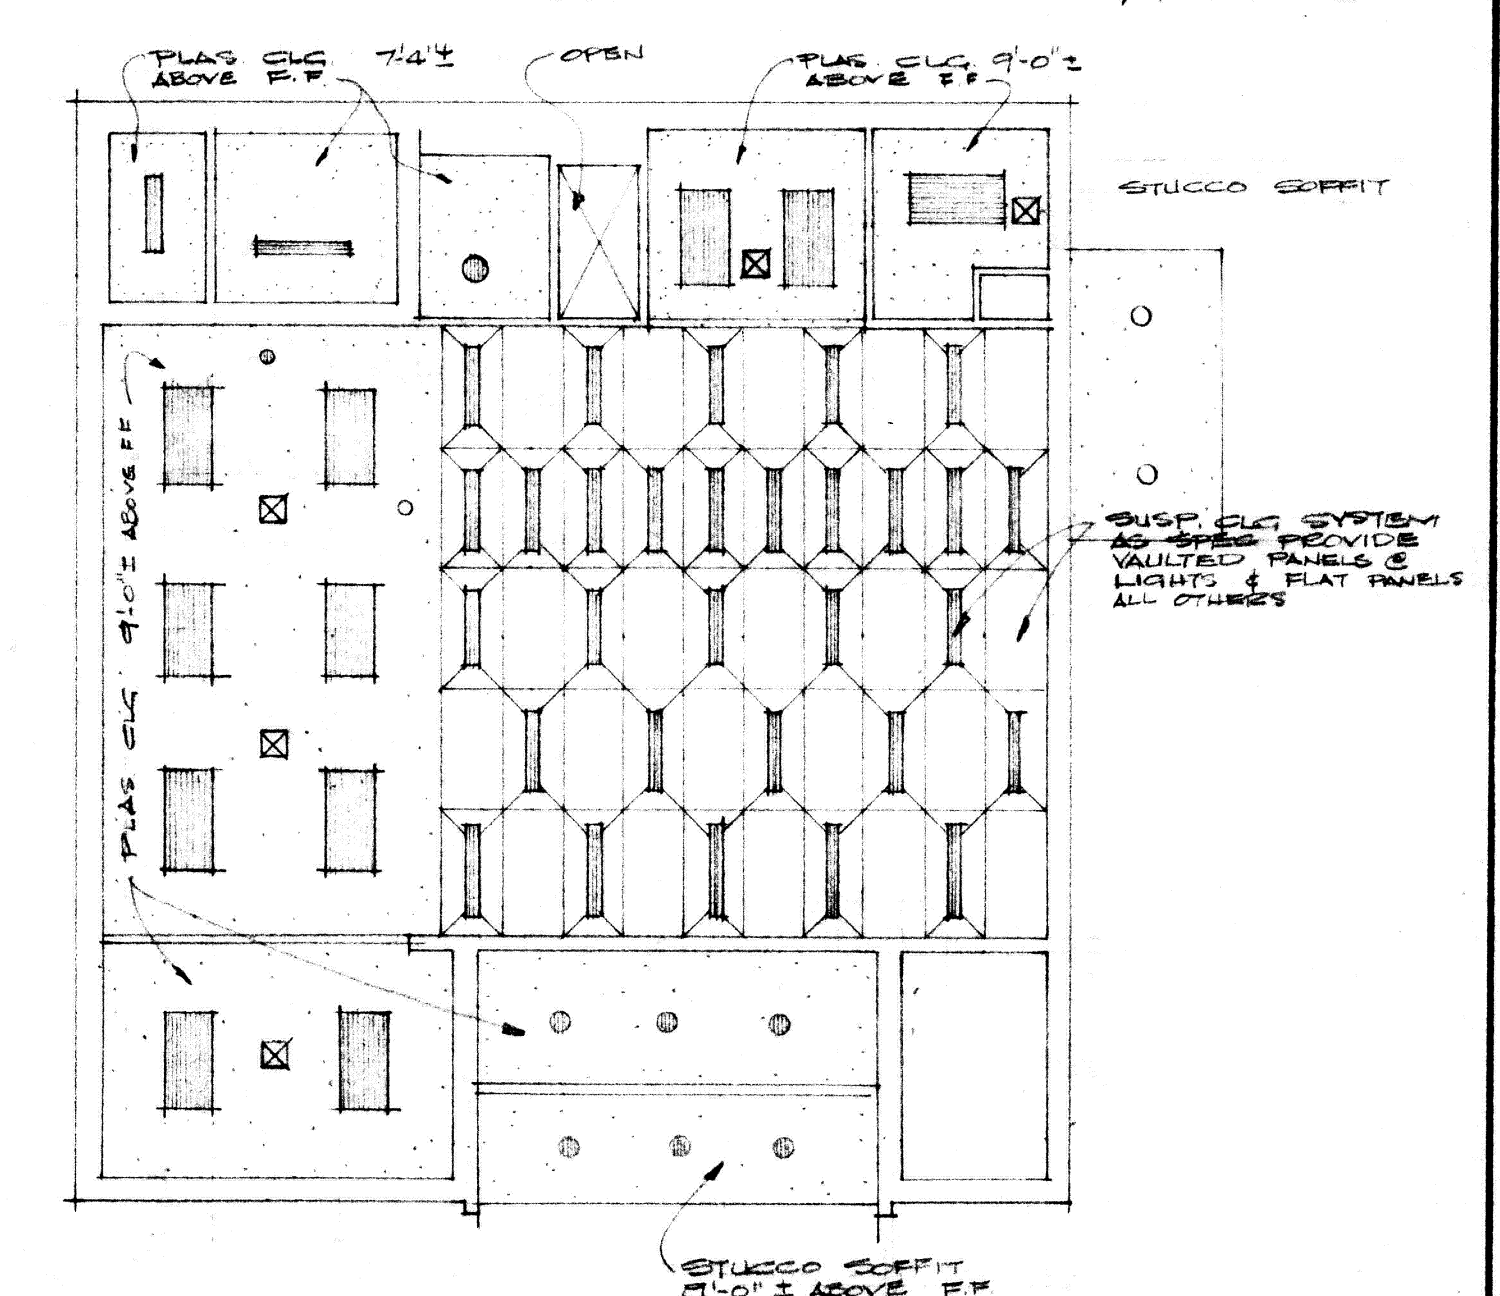 PLAS CLG. 7'-4"±
ABOVE F.F.
OPEN
PLAS. CLG. 9'-0"±
ABOVE F.F.
STUCCO SOFFIT
PLAS CLG 9'-0"± ABOVE FF
SUSP. CLG SYSTEM
AS SPEC PROVIDE
VAULTED PANELS @
LIGHTS & FLAT PANELS
ALL OTHERS
STUCCO SOFFIT
9'-0" ± ABOVE F.F.